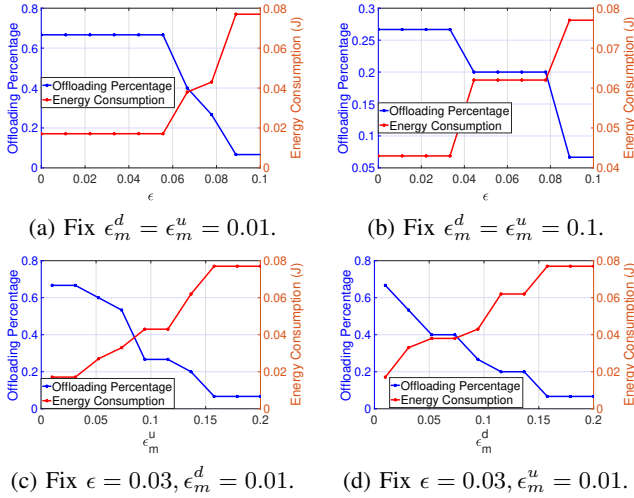 0.8 0.08
0.6 0.06
0.4 0.04
0.2 0.02
0 0
0 0.02 0.04 0.06 0.08 0.1
Offloading Percentage
Energy Consumption (J)
Offloading Percentage
Energy Consumption
ϵ
(a) Fix ϵ_m^d = ϵ_m^u = 0.01.
0.3 0.08
0.25 0.07
0.2 0.06
0.15 0.05
0.1
0.05 0.04
0 0.02 0.04 0.06 0.08 0.1
Offloading Percentage
Energy Consumption (J)
Offloading Percentage
Energy Consumption
ϵ
(b) Fix ϵ_m^d = ϵ_m^u = 0.1.
0.8 0.08
0.6 0.06
0.4 0.04
0.2 0.02
0 0
0 0.05 0.1 0.15 0.2
Offloading Percentage
Energy Consumption (J)
Offloading Percentage
Energy Consumption
ϵ_m^u
(c) Fix ϵ = 0.03, ϵ_m^d = 0.01.
0.8 0.08
0.6 0.06
0.4 0.04
0.2 0.02
0 0
0 0.05 0.1 0.15 0.2
Offloading Percentage
Energy Consumption (J)
Offloading Percentage
Energy Consumption
ϵ_m^d
(d) Fix ϵ = 0.03, ϵ_m^u = 0.01.